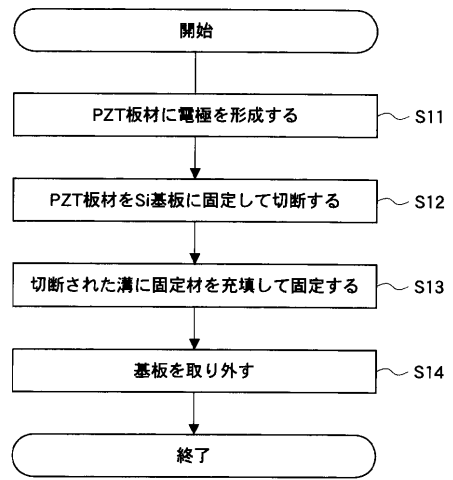 開始
PZT板材に電極を形成する
S11
PZT板材をSi基板に固定して切断する
S12
切断された溝に固定材を充填して固定する
S13
基板を取り外す
S14
終了